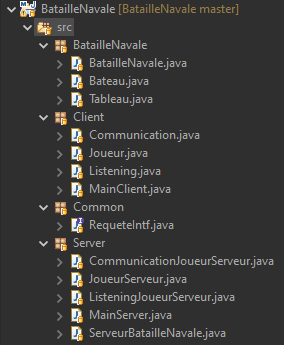 BatailleNavale [BatailleNavale master]
src
BatailleNavale
BatailleNavale.java
Bateau.java
Tableau.java
Client
Communication.java
Joueur.java
Listening.java
MainClient.java
Common
RequeteIntf.java
Server
CommunicationJoueurServeur.java
JoueurServeur.java
ListeningJoueurServeur.java
MainServer.java
ServeurBatailleNavale.java